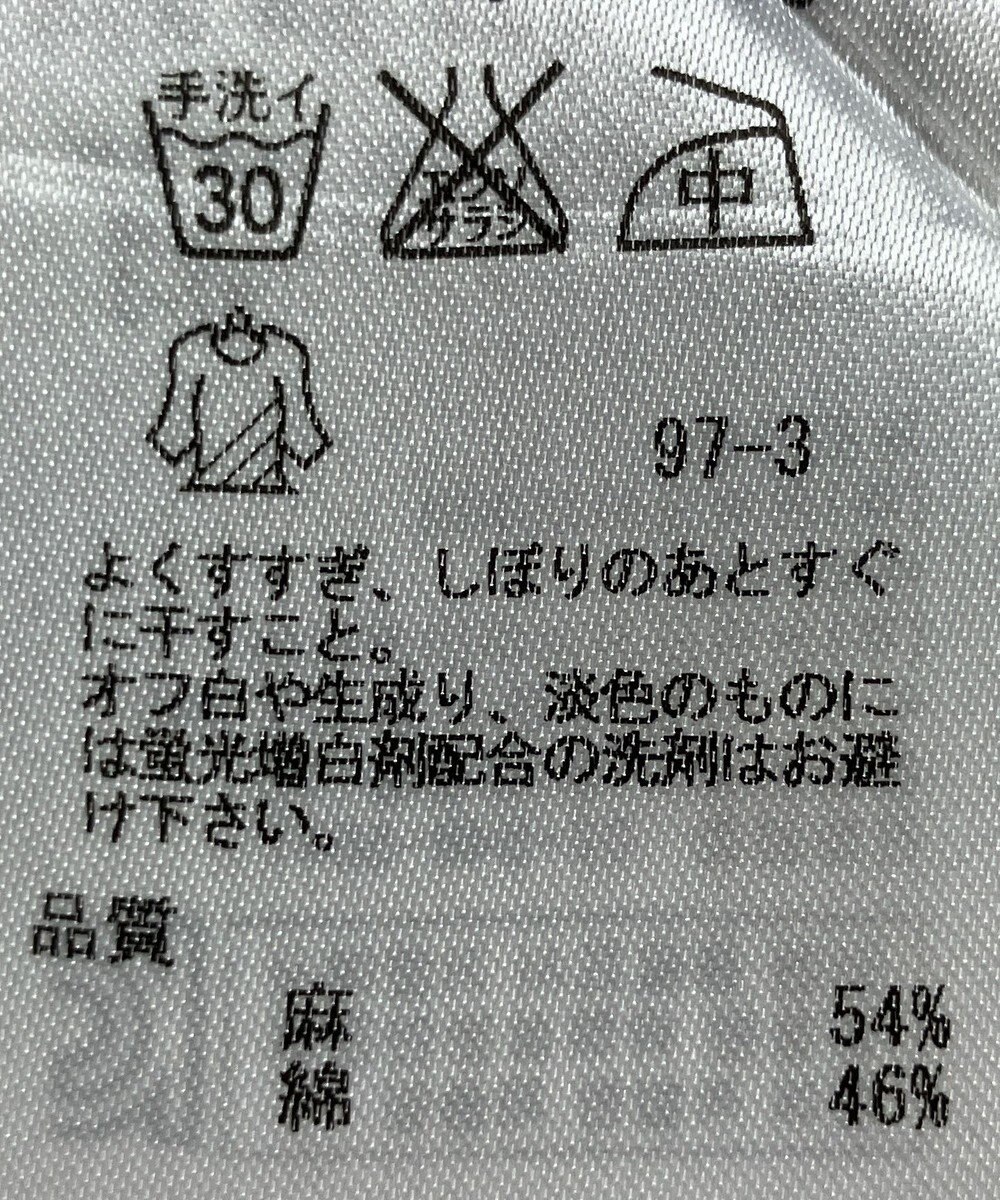 手洗イ
30
エンソ
サラシ
中
97-3
よくすすぎ、しぼりのあとすぐ
に干すこと。
オフ白や生成り、淡色のものに
は蛍光増白剤配合の洗剤はお避
け下さい。
品質
麻 54%
綿 46%